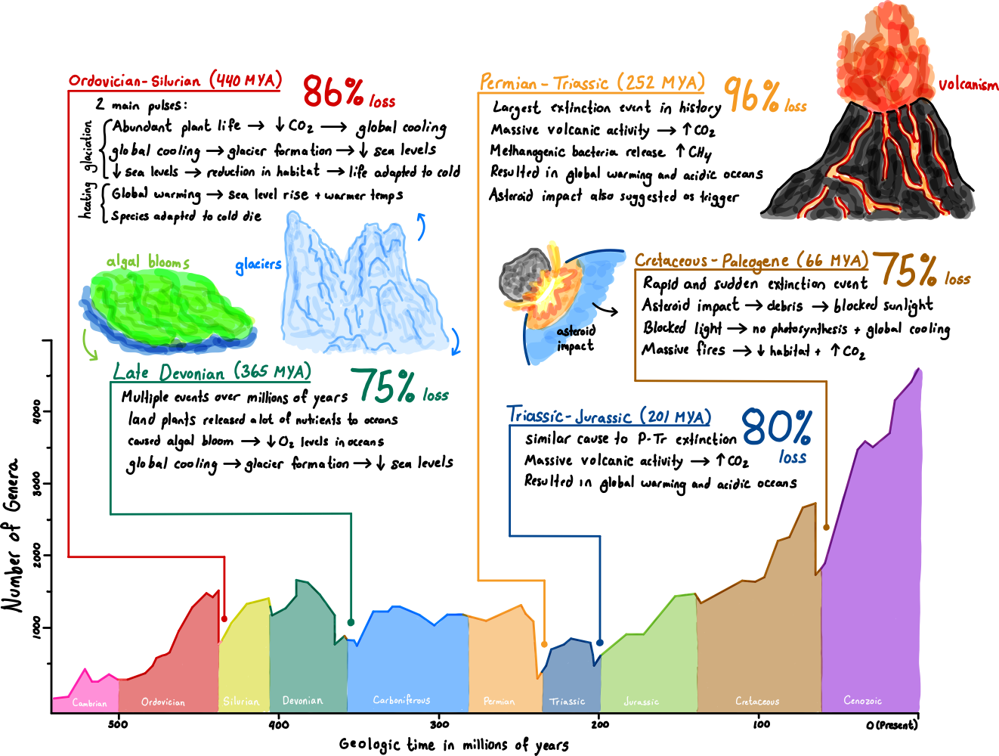 Ordovician-Silurian (440 MYA)
86% loss
2 main pulses:
glaciation
Abundant plant life → ↓ CO₂ → global cooling
global cooling → glacier formation → ↓ sea levels
↓ sea levels → reduction in habitat → life adapted to cold
heating
Global warming → sea level rise + warmer temps
Species adapted to cold die
algal blooms
glaciers
Late Devonian (365 MYA)
75% loss
Multiple events over millions of years
land plants released a lot of nutrients to oceans
caused algal bloom → ↓ O₂ levels in oceans
global cooling → glacier formation → ↓ sea levels
Permian-Triassic (252 MYA)
96% loss
Largest extinction event in history
Massive volcanic activity → ↑ CO₂
Methanogenic bacteria release ↑ CH₄
Resulted in global warming and acidic oceans
Asteroid impact also suggested as trigger
volcanism
asteroid
impact
Cretaceous-Paleogene (66 MYA)
75% loss
Rapid and sudden extinction event
Asteroid impact → debris → blocked sunlight
Blocked light → no photosynthesis + global cooling
Massive fires → ↓ habitat + ↑ CO₂
Triassic-Jurassic (201 MYA)
80%
loss
similar cause to P-Tr extinction
Massive volcanic activity → ↑ CO₂
Resulted in global warming and acidic oceans
Number of Genera
4000
3000
2000
1000
Cambrian
Ordovician
Silurian
Devonian
Carboniferous
Permian
Triassic
Jurassic
Cretaceous
Cenozoic
500
400
300
200
100
0 (Present)
Geologic time in millions of years